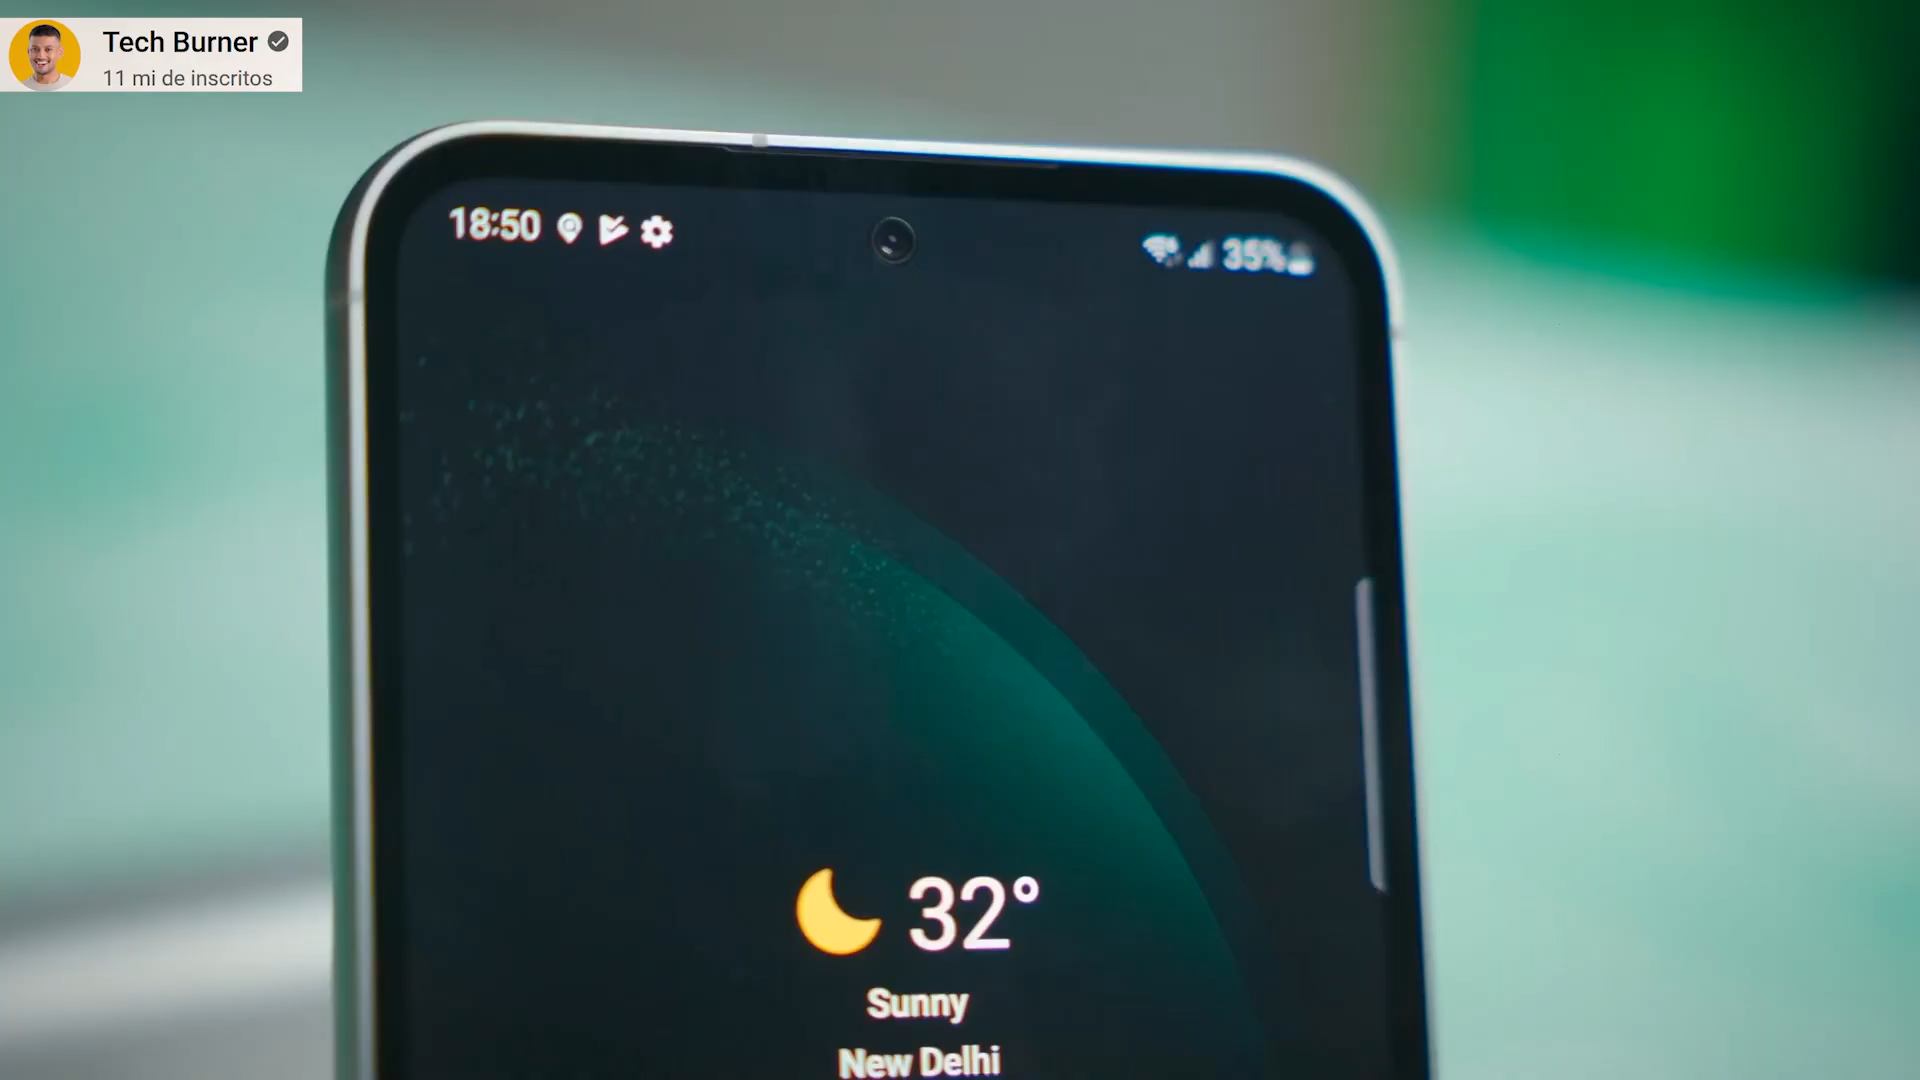 Tech Burner
11 mi de inscritos
18:50
35%
32°
Sunny
New Delhi